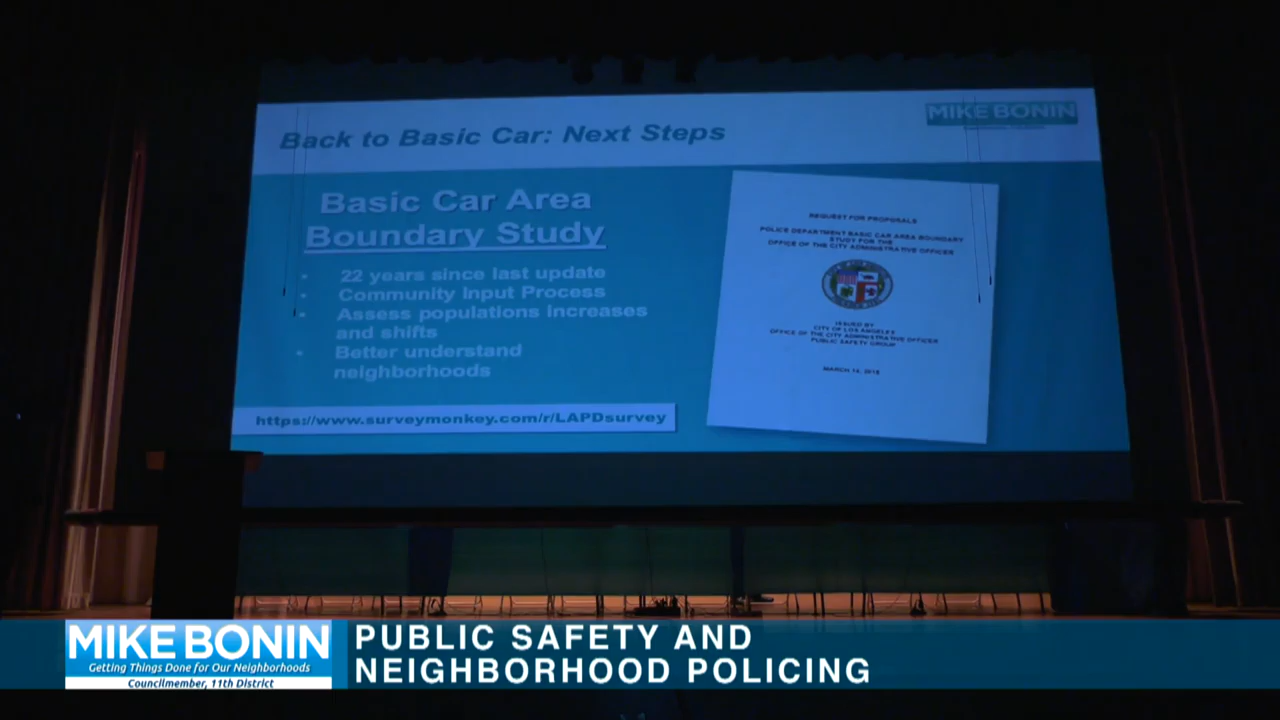 MIKE BONIN
Back to Basic Car: Next Steps
Basic Car Area
Boundary Study
• 22 years since last update
• Community Input Process
• Assess populations increases
and shifts
• Better understand
neighborhoods
https://www.surveymonkey.com/r/LAPDsurvey
REQUEST FOR PROPOSALS
POLICE DEPARTMENT BASIC CAR AREA BOUNDARY
STUDY FOR THE
OFFICE OF THE CITY ADMINISTRATIVE OFFICER
ISSUED BY
CITY OF LOS ANGELES
OFFICE OF THE CITY ADMINISTRATIVE OFFICER
PUBLIC SAFETY GROUP
MIKE BONIN
Getting Things Done for Our Neighborhoods
Councilmember, 11th District
PUBLIC SAFETY AND
NEIGHBORHOOD POLICING